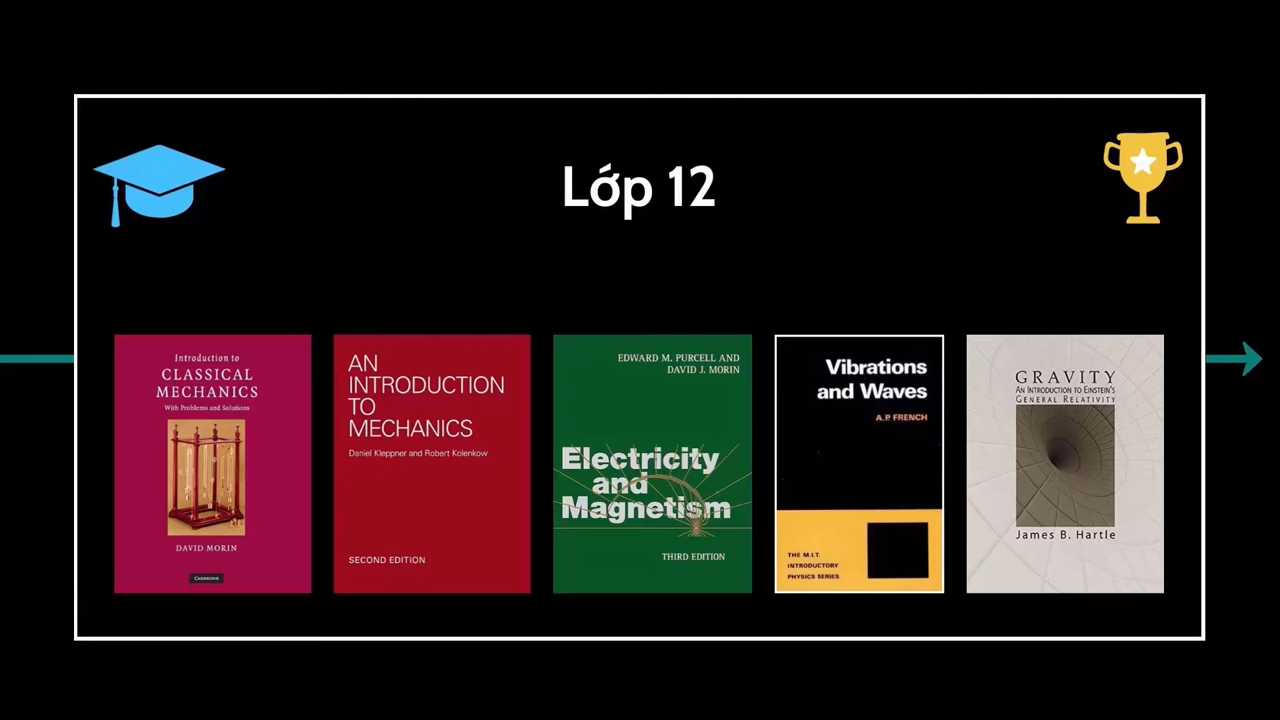 Lớp 12
Introduction to
CLASSICAL
MECHANICS
With Problems and Solutions
DAVID MORIN
CAMBRIDGE
AN
INTRODUCTION
TO
MECHANICS
Daniel Kleppner and Robert Kolenkow
SECOND EDITION
EDWARD M. PURCELL AND
DAVID J. MORIN
Electricity
and
Magnetism
THIRD EDITION
Vibrations
and Waves
A.P. FRENCH
THE M.I.T.
INTRODUCTORY
PHYSICS SERIES
GRAVITY
AN INTRODUCTION TO EINSTEIN'S
GENERAL RELATIVITY
James B. Hartle